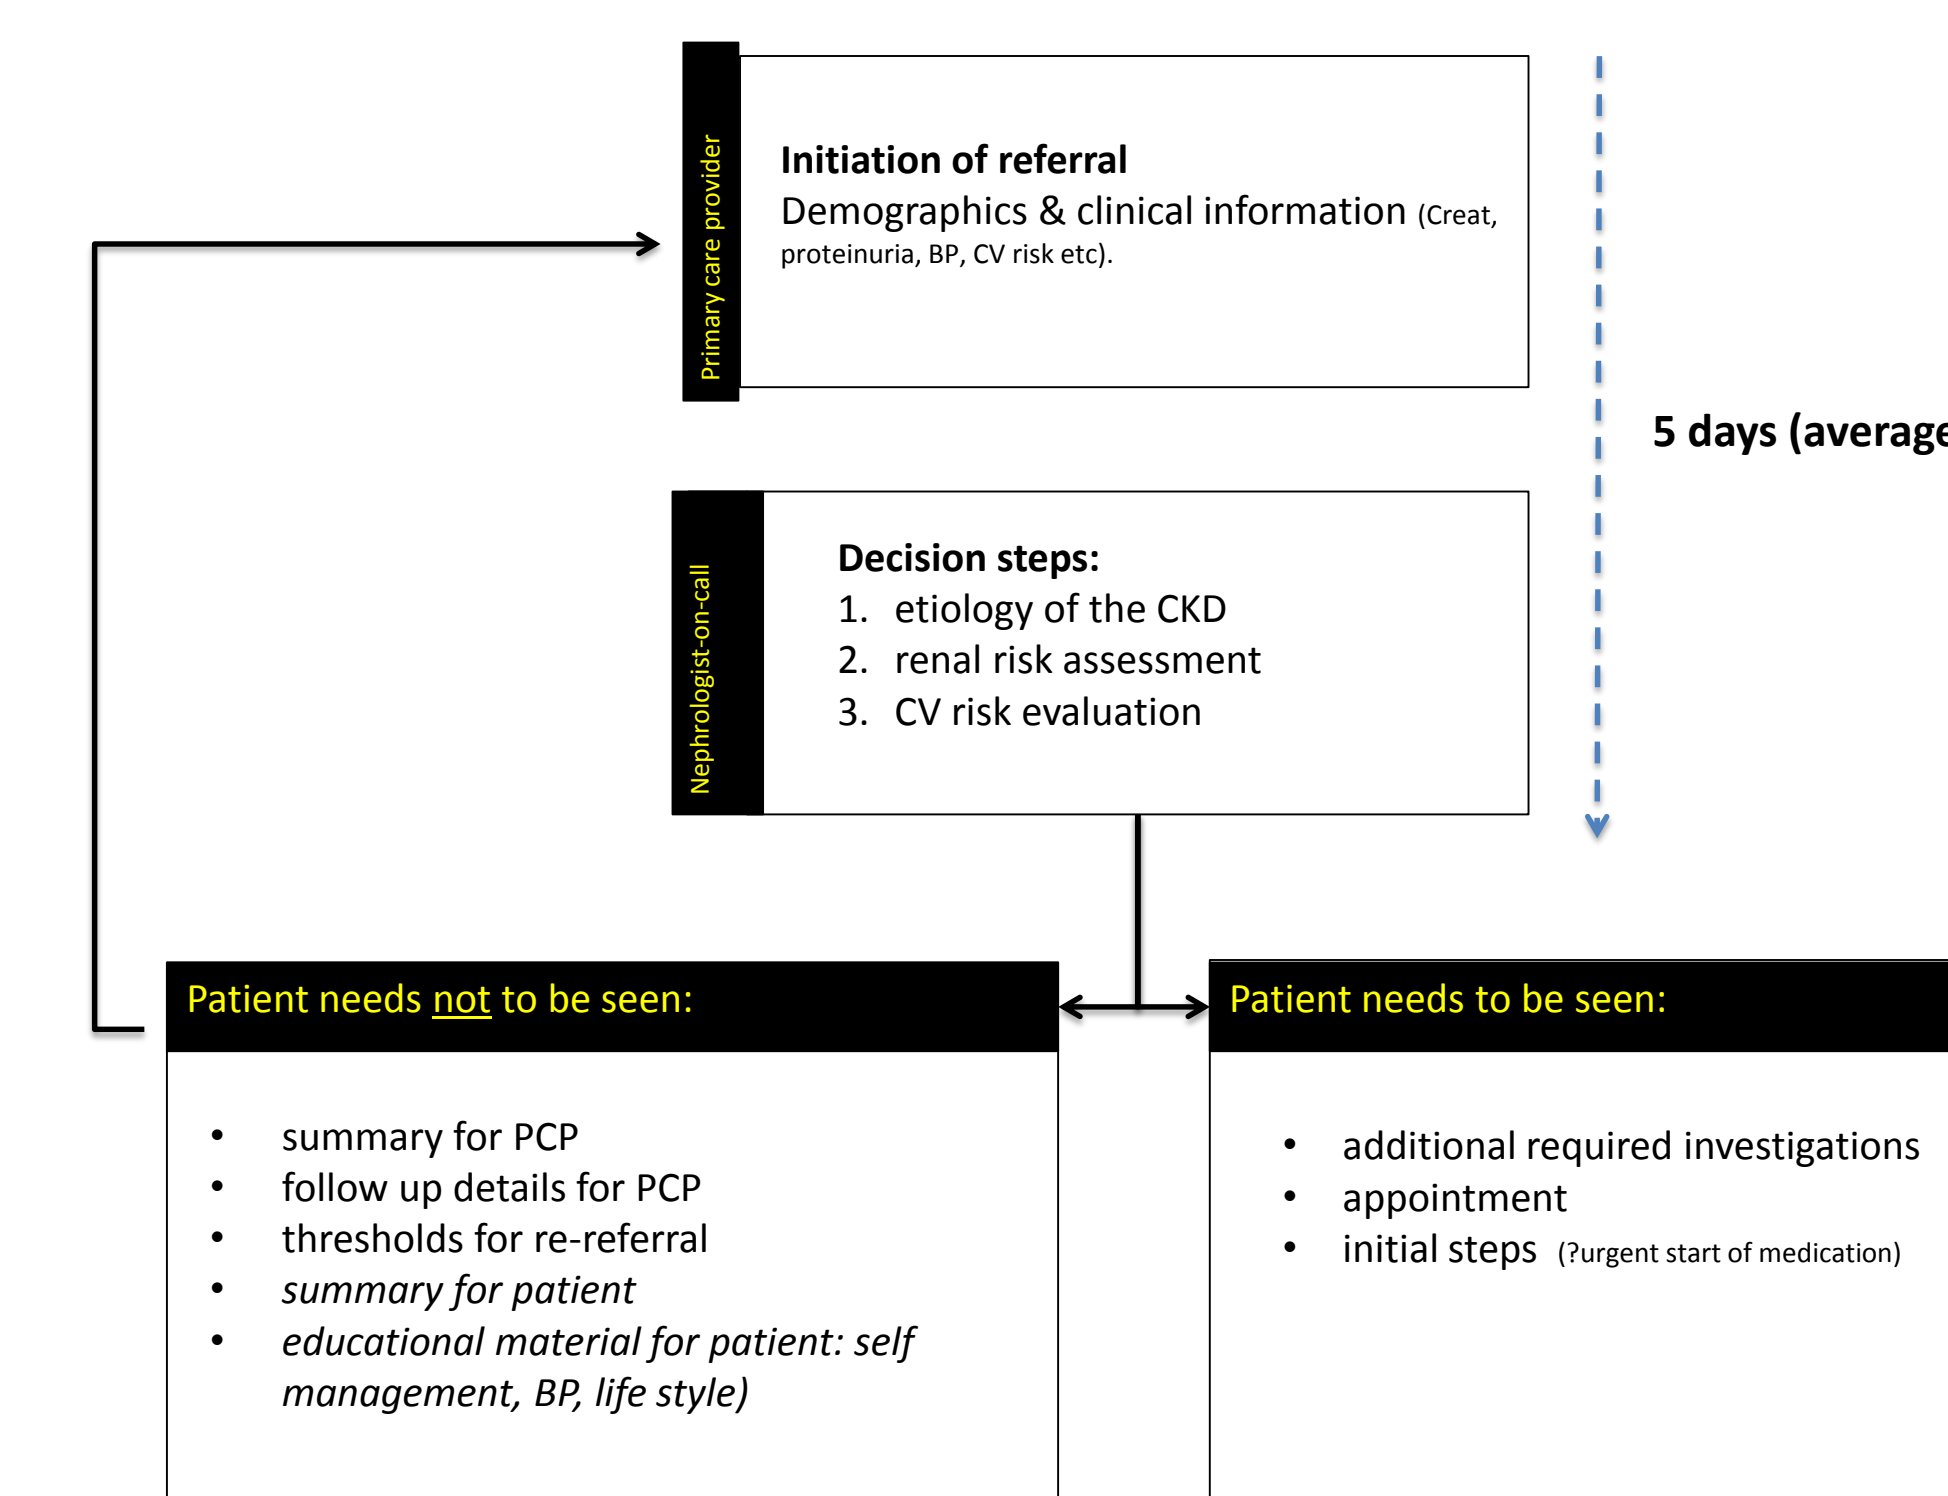 Primary care provider
Initiation of referral
Demographics & clinical information (Creat,
proteinuria, BP, CV risk etc).
5 days (average
Nephrologist-on-call
Decision steps:
1. etiology of the CKD
2. renal risk assessment
3. CV risk evaluation
Patient needs not to be seen:
• summary for PCP
• follow up details for PCP
• thresholds for re-referral
• summary for patient
• educational material for patient: self
management, BP, life style)
Patient needs to be seen:
• additional required investigations
• appointment
• initial steps (?urgent start of medication)